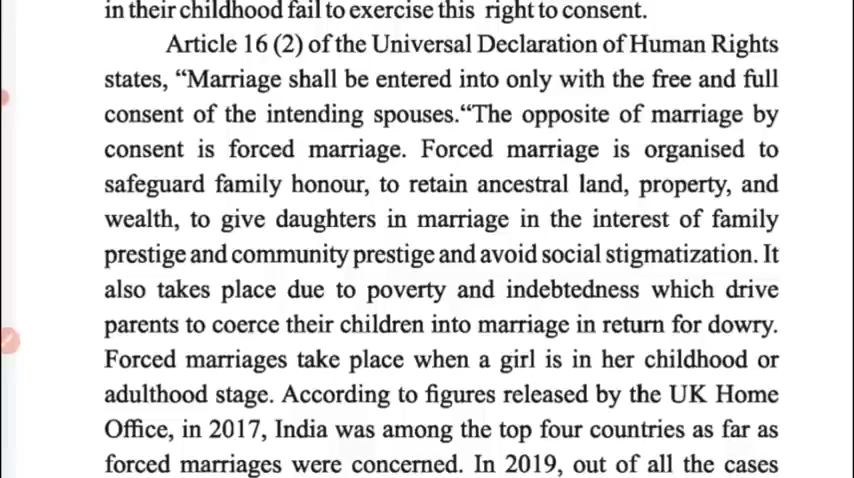 in their childhood fail to exercise this right to consent.
Article 16 (2) of the Universal Declaration of Human Rights
states, “Marriage shall be entered into only with the free and full
consent of the intending spouses.“The opposite of marriage by
consent is forced marriage. Forced marriage is organised to
safeguard family honour, to retain ancestral land, property, and
wealth, to give daughters in marriage in the interest of family
prestige and community prestige and avoid social stigmatization. It
also takes place due to poverty and indebtedness which drive
parents to coerce their children into marriage in return for dowry.
Forced marriages take place when a girl is in her childhood or
adulthood stage. According to figures released by the UK Home
Office, in 2017, India was among the top four countries as far as
forced marriages were concerned. In 2019, out of all the cases